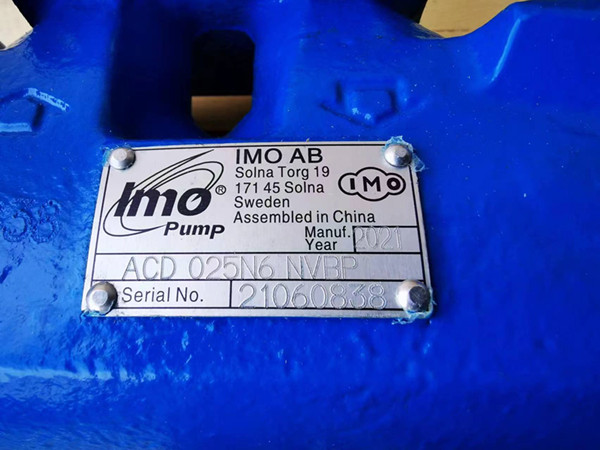 Imo®
Pump
IMO AB
Solna Torg 19
171 45 Solna
Sweden
Assembled in China
IMO
Manuf.
Year 2021
ACD 025N6 NVBP
Serial No. 21060838